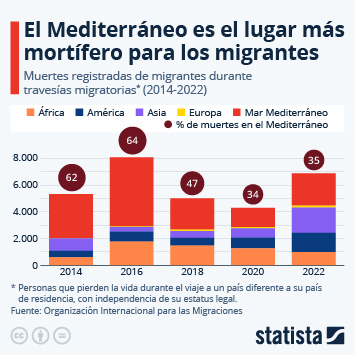 El Mediterráneo es el lugar más
mortífero para los migrantes
Muertes registradas de migrantes durante
travesías migratorias* (2014-2022)
África América Asia Europa Mar Mediterráneo
% de muertes en el Mediterráneo
64
62
47
34
35
8.000
6.000
4.000
2.000
0
2014 2016 2018 2020 2022
* Personas que pierden la vida durante el viaje a un país diferente a su país
de residencia, con independencia de su estatus legal.
Fuente: Organización Internacional para las Migraciones
cc
statista